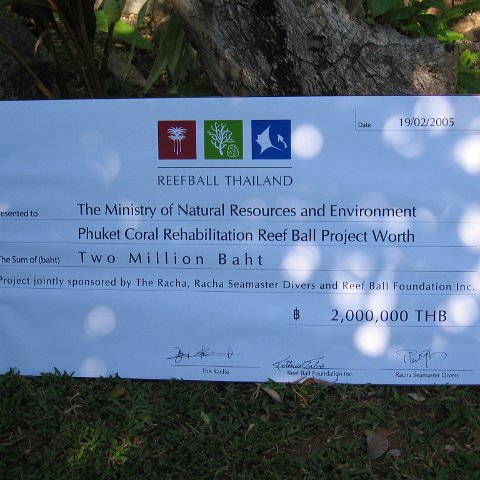 Date 19/02/2005
REEFBALL THAILAND
resented to The Ministry of Natural Resources and Environment
Phuket Coral Rehabilitation Reef Ball Project Worth
The Sum of (baht) Two Million Baht
Project jointly sponsored by The Racha, Racha Seamaster Divers and Reef Ball Foundation Inc.
฿ 2,000,000 THB
The Racha
Reef Ball Foundation Inc.
Racha Seamaster Divers